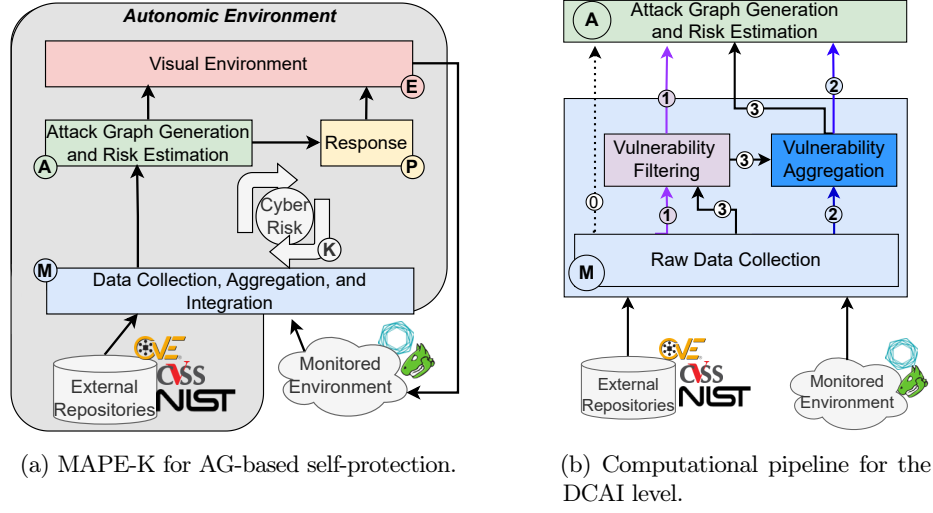 Autonomic Environment
Visual Environment
E
Attack Graph Generation
and Risk Estimation
A
Response
P
Cyber
Risk
K
M
Data Collection, Aggregation, and
Integration
External
Repositories
CVE
CVSS
NIST
Monitored
Environment
(a) MAPE-K for AG-based self-protection.
A
Attack Graph Generation
and Risk Estimation
1
2
3
Vulnerability
Filtering
3
Vulnerability
Aggregation
0
1
3
2
Raw Data Collection
M
External
Repositories
CVE
CVSS
NIST
Monitored
Environment
(b) Computational pipeline for the
DCAI level.